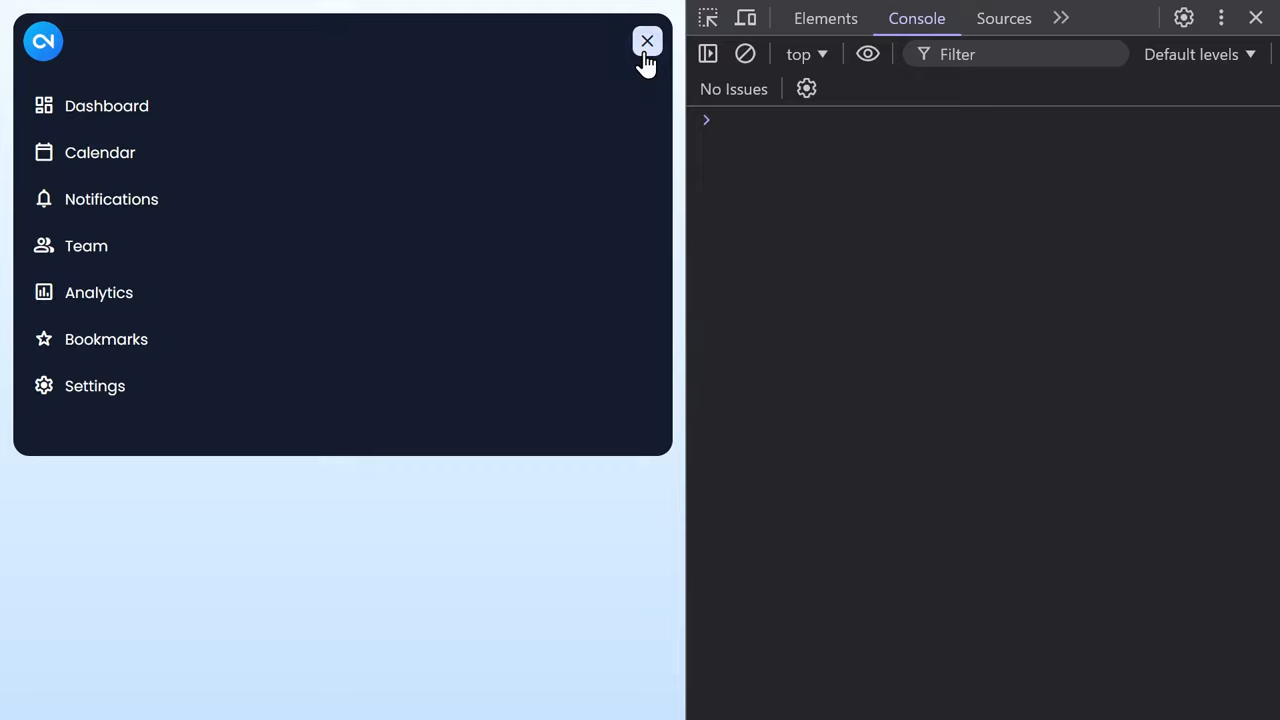 Dashboard
Calendar
Notifications
Team
Analytics
Bookmarks
Settings
Elements Console Sources
top Filter Default levels
No Issues